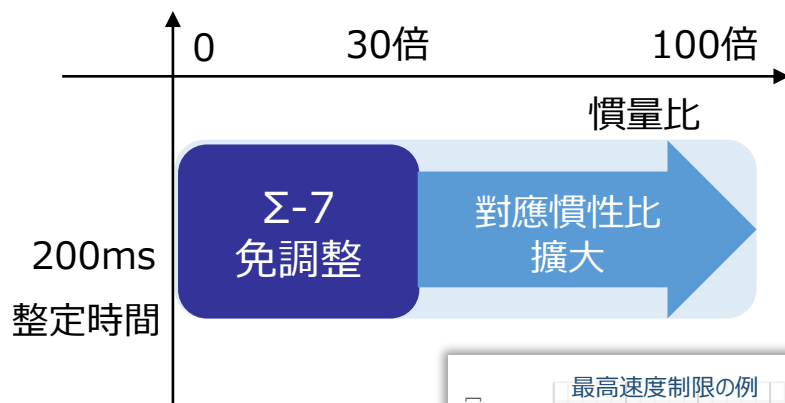 0 30倍 100倍
慣量比
Σ-7
免調整
對應慣性比
擴大
200ms
整定時間
最高速度制限の例